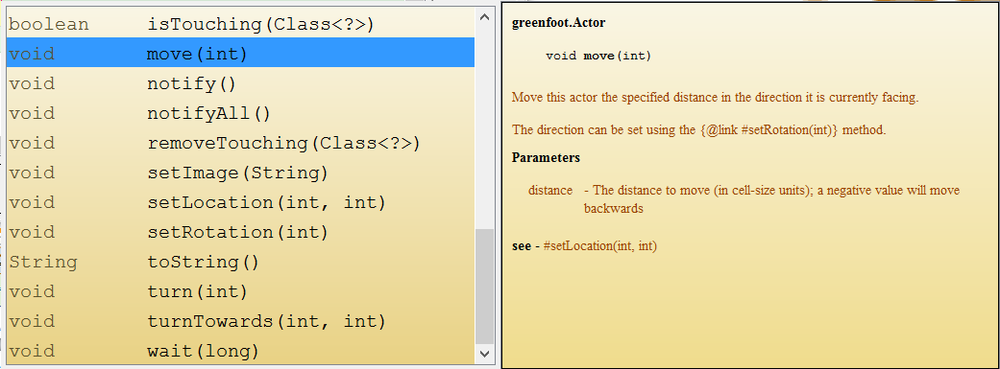 boolean isTouching(Class<?>)
void move(int)
void notify()
void notifyAll()
void removeTouching(Class<?>)
void setImage(String)
void setLocation(int, int)
void setRotation(int)
String toString()
void turn(int)
void turnTowards(int, int)
void wait(long)
greenfoot.Actor
void move(int)
Move this actor the specified distance in the direction it is currently facing.
The direction can be set using the {@link #setRotation(int)} method.
Parameters
distance - The distance to move (in cell-size units); a negative value will move
backwards
see - #setLocation(int, int)